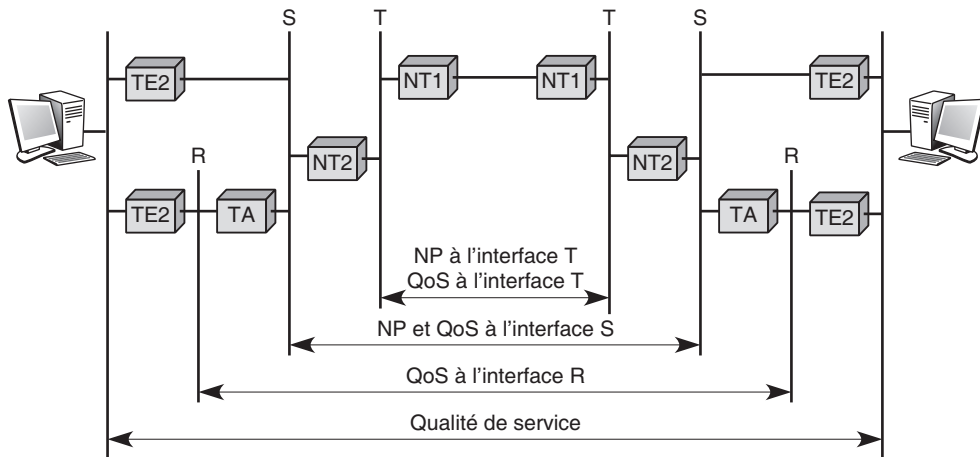 S T T S
TE2 NT1 NT1 TE2
R NT2 NT2 R
TE2 TA TA TE2
NP à l'interface T
QoS à l'interface T
NP et QoS à l'interface S
QoS à l'interface R
Qualité de service